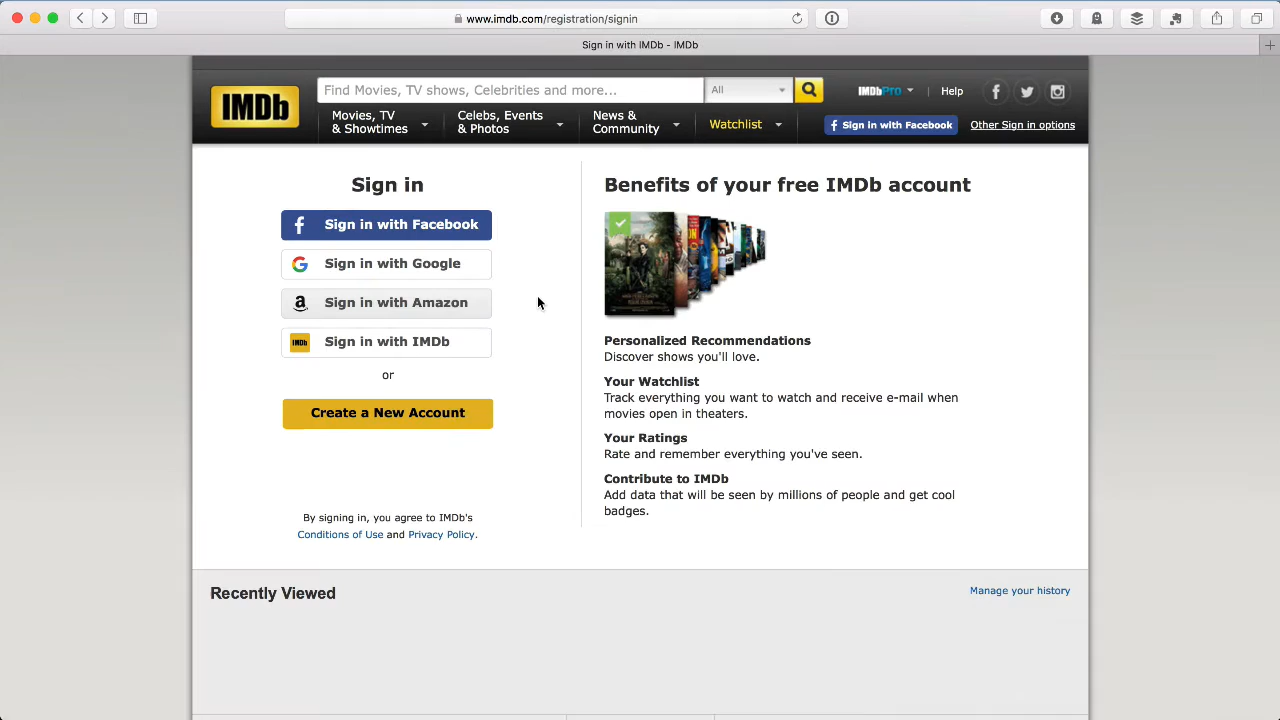 www.imdb.com/registration/signin
Sign in with IMDb - IMDb
IMDb
Find Movies, TV shows, Celebrities and more...
All
IMDbPro
Help
Movies, TV
& Showtimes
Celebs, Events
& Photos
News &
Community
Watchlist
Sign in with Facebook
Other Sign in options
Sign in
Sign in with Facebook
Sign in with Google
Sign in with Amazon
IMDb Sign in with IMDb
or
Create a New Account
By signing in, you agree to IMDb's
Conditions of Use and Privacy Policy.
Benefits of your free IMDb account
Personalized Recommendations
Discover shows you'll love.
Your Watchlist
Track everything you want to watch and receive e-mail when
movies open in theaters.
Your Ratings
Rate and remember everything you've seen.
Contribute to IMDb
Add data that will be seen by millions of people and get cool
badges.
Recently Viewed
Manage your history